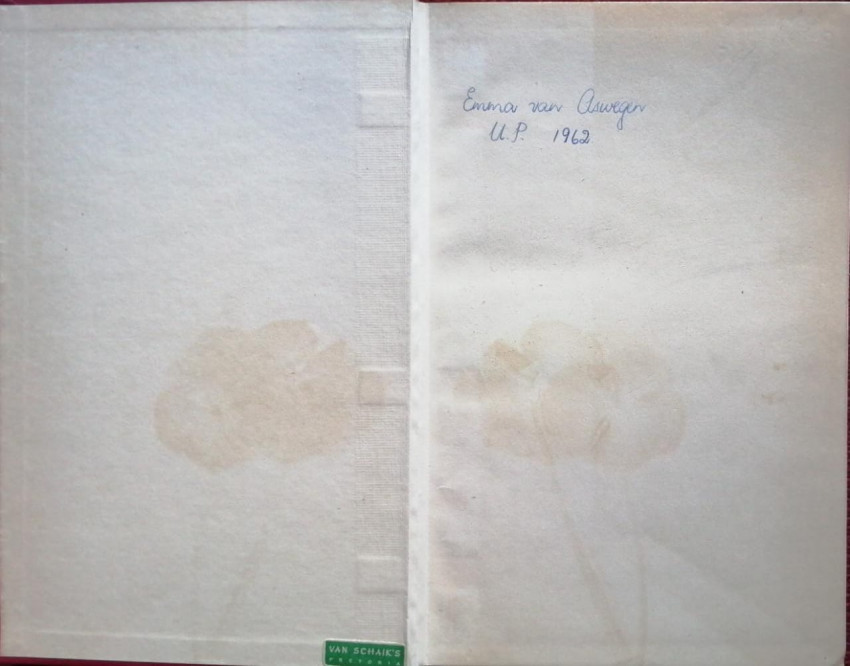 Emma van Aswegen
U.P. 1962
VAN SCHAIK'S
PRETORIA